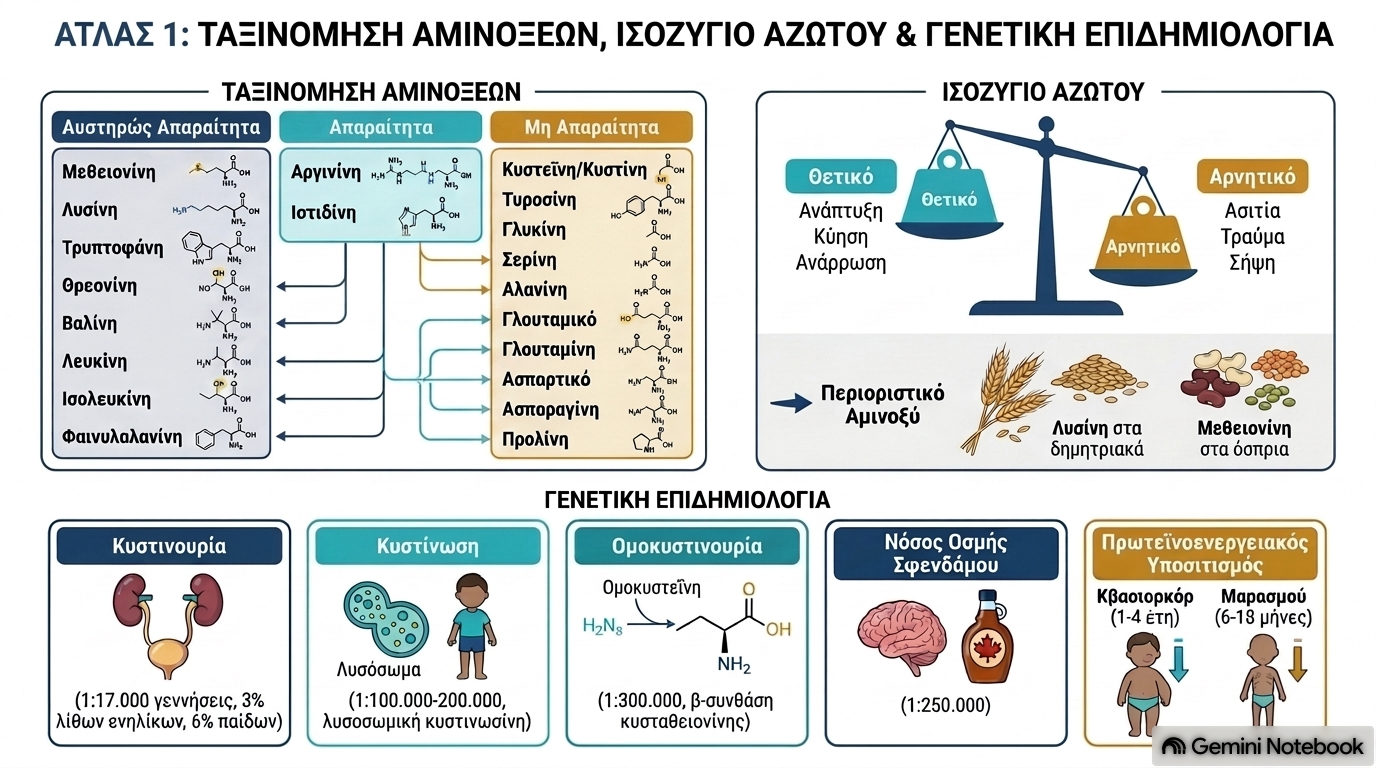 ΑΤΛΑΣ 1: ΤΑΞΙΝΟΜΗΣΗ ΑΜΙΝΟΞΕΩΝ, ΙΣΟΖΥΓΙΟ ΑΖΩΤΟΥ & ΓΕΝΕΤΙΚΗ ΕΠΙΔΗΜΙΟΛΟΓΙΑ
ΤΑΞΙΝΟΜΗΣΗ ΑΜΙΝΟΞΕΩΝ
Αυστηρώς Απαραίτητα
Μεθειονίνη
Λυσίνη
Τρυπτοφάνη
Θρεονίνη
Βαλίνη
Λευκίνη
Ισολευκίνη
Φαινυλαλανίνη
Απαραίτητα
Αργινίνη
Ιστιδίνη
Μη Απαραίτητα
Κυστεΐνη/Κυστίνη
Τυροσίνη
Γλυκίνη
Σερίνη
Αλανίνη
Γλουταμικό
Γλουταμίνη
Ασπαρτικό
Ασπαραγίνη
Προλίνη
ΙΣΟΖΥΓΙΟ ΑΖΩΤΟΥ
Θετικό
Ανάπτυξη
Κύηση
Ανάρρωση
Θετικό
Αρνητικό
Αρνητικό
Ασιτία
Τραύμα
Σήψη
Περιοριστικό
Αμινοξύ
Λυσίνη στα
δημητριακά
Μεθειονίνη
στα όσπρια
ΓΕΝΕΤΙΚΗ ΕΠΙΔΗΜΙΟΛΟΓΙΑ
Κυστινουρία
(1:17.000 γεννήσεις, 3%
λίθων ενηλίκων, 6% παίδων)
Κυστίνωση
Λυσόσωμα
(1:100.000-200.000,
λυσοσωμική κυστινωσίνη)
Ομοκυστινουρία
Ομοκυστεΐνη
H₂N₈
O
OH
NH₂
(1:300.000, β-συνθάση
κυσταθειονίνης)
Νόσος Οσμής
Σφενδάμου
(1:250.000)
Πρωτεϊνοενεργειακός
Υποσιτισμός
Κβασιορκόρ
(1-4 έτη)
Μαρασμού
(6-18 μήνες)
Gemini Notebook